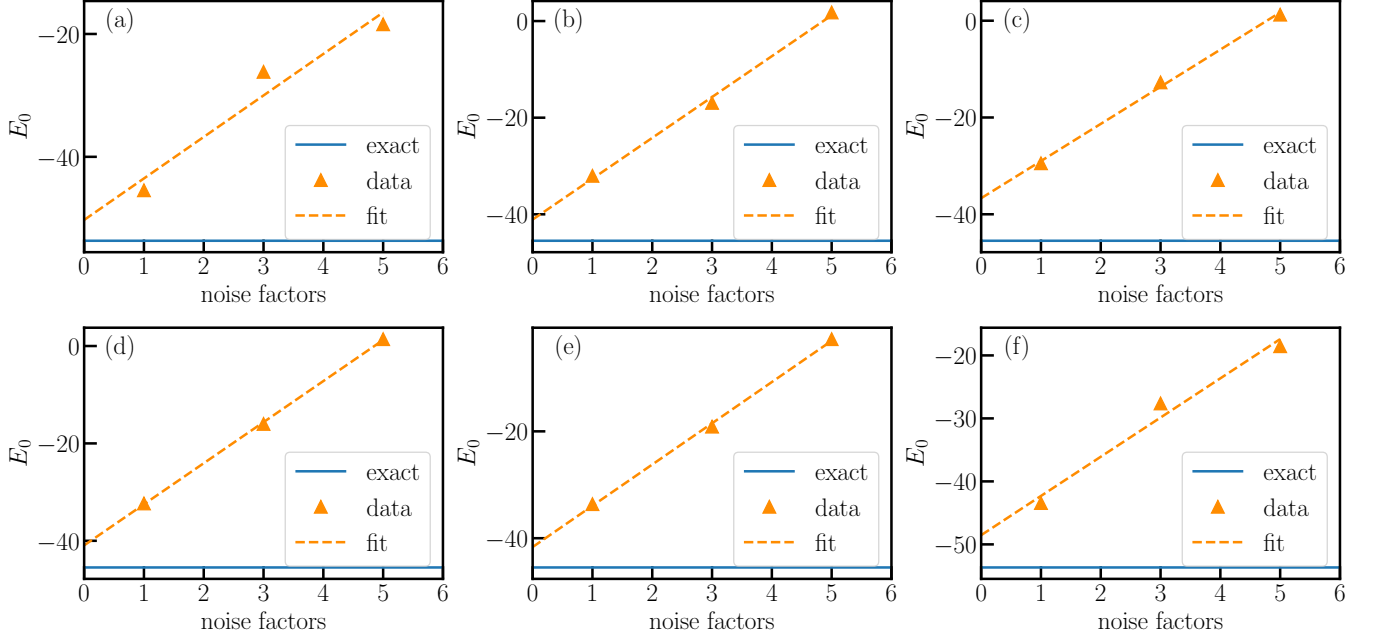 (a)
−20
−40
E₀
exact
data
fit
0 1 2 3 4 5 6
noise factors
(b)
0
−20
−40
E₀
exact
data
fit
0 1 2 3 4 5 6
noise factors
(c)
0
−20
−40
E₀
exact
data
fit
0 1 2 3 4 5 6
noise factors
(d)
0
−20
−40
E₀
exact
data
fit
0 1 2 3 4 5 6
noise factors
(e)
−20
−40
E₀
exact
data
fit
0 1 2 3 4 5 6
noise factors
(f)
−20
−30
−40
−50
E₀
exact
data
fit
0 1 2 3 4 5 6
noise factors